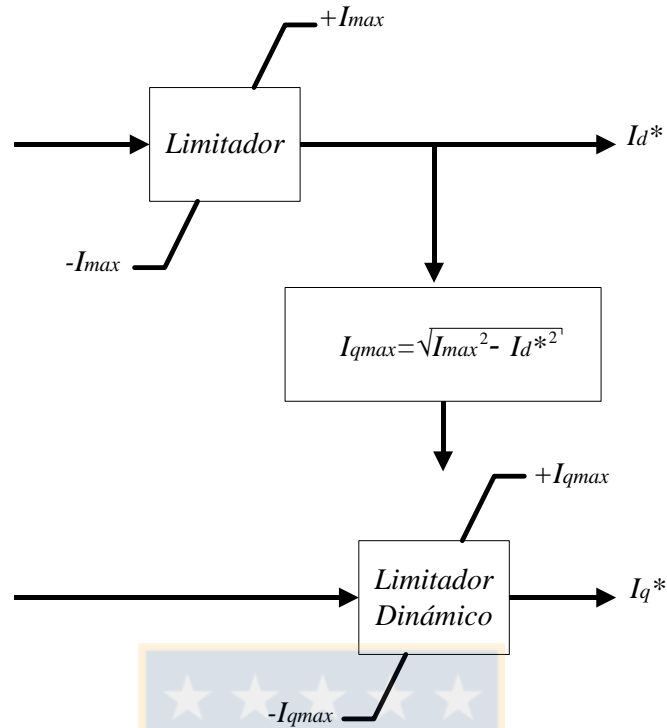 +Imax
Limitador
Id*
-Imax
Iqmax=√Imax²- Id*²
+Iqmax
Limitador
Dinámico
Iq*
-Iqmax